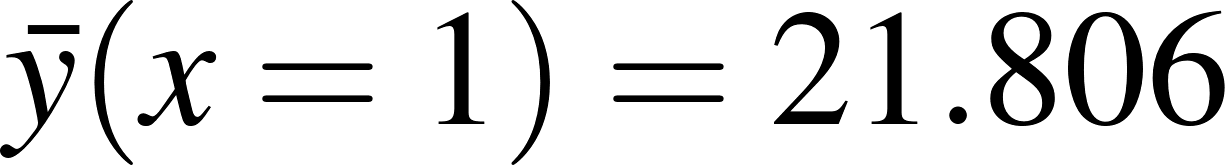 ȳ(x = 1) = 21.806